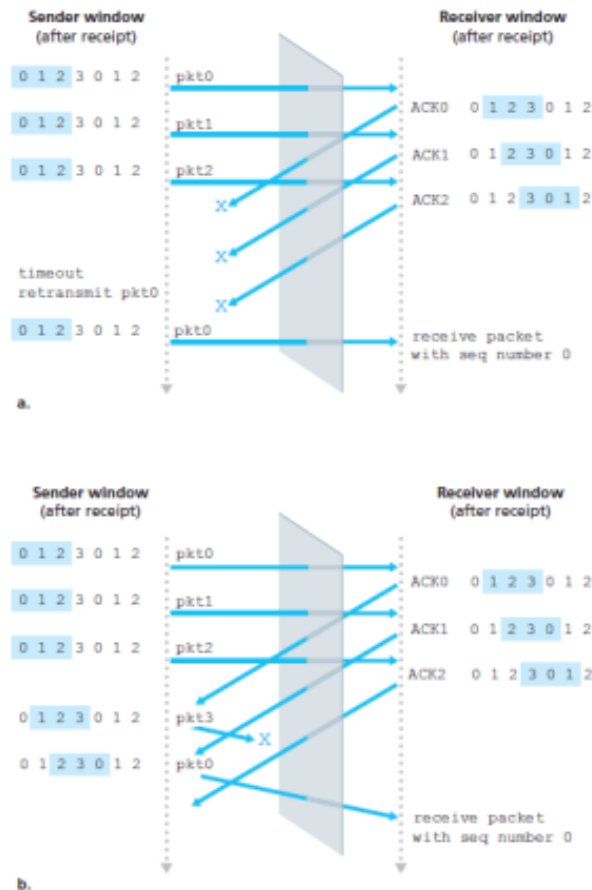 Sender window
(after receipt)
Receiver window
(after receipt)
0 1 2 3 0 1 2 pkt0
ACK0 0 1 2 3 0 1 2
0 1 2 3 0 1 2 pkt1
ACK1 0 1 2 3 0 1 2
0 1 2 3 0 1 2 pkt2
ACK2 0 1 2 3 0 1 2
X
X
timeout
retransmit pkt0
X
0 1 2 3 0 1 2 pkt0
receive packet
with seq number 0
a.
Sender window
(after receipt)
Receiver window
(after receipt)
0 1 2 3 0 1 2 pkt0
ACK0 0 1 2 3 0 1 2
0 1 2 3 0 1 2 pkt1
ACK1 0 1 2 3 0 1 2
0 1 2 3 0 1 2 pkt2
ACK2 0 1 2 3 0 1 2
0 1 2 3 0 1 2 pkt3
X
0 1 2 3 0 1 2 pkt0
receive packet
with seq number 0
b.